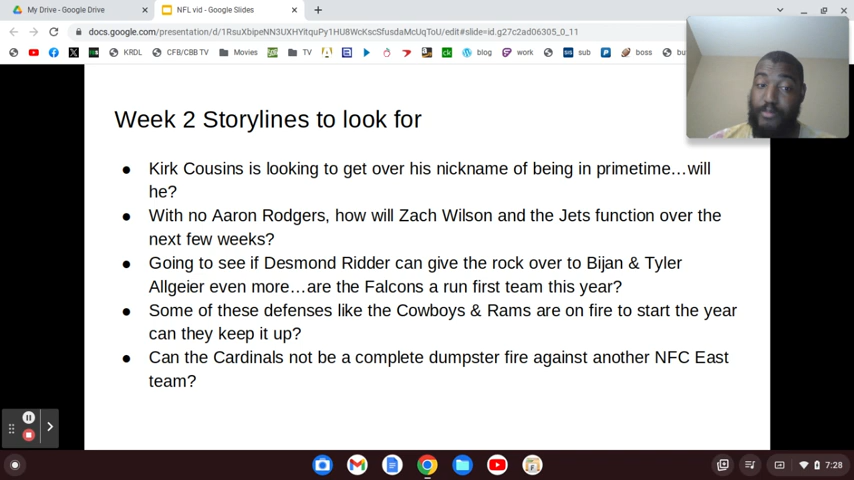 My Drive - Google Drive
NFL vid - Google Slides
docs.google.com/presentation/d/1RsuXbipeNN3UXHYitquPy1HU8WcKscSfusdaMcUqToU/edit#slide=id.g27c2ad06305_0_11
KRDL CFB/CBB TV Movies TV blog work sub boss bu
Week 2 Storylines to look for
● Kirk Cousins is looking to get over his nickname of being in primetime…will
he?
● With no Aaron Rodgers, how will Zach Wilson and the Jets function over the
next few weeks?
● Going to see if Desmond Ridder can give the rock over to Bijan & Tyler
Allgeier even more…are the Falcons a run first team this year?
● Some of these defenses like the Cowboys & Rams are on fire to start the year
can they keep it up?
● Can the Cardinals not be a complete dumpster fire against another NFC East
team?
7:28